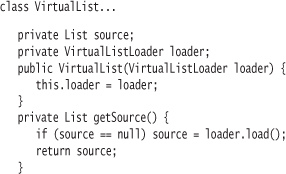 class VirtualList...
private List source;
private VirtualListLoader loader;
public VirtualList(VirtualListLoader loader) {
this.loader = loader;
}
private List getSource() {
if (source == null) source = loader.load();
return source;
}